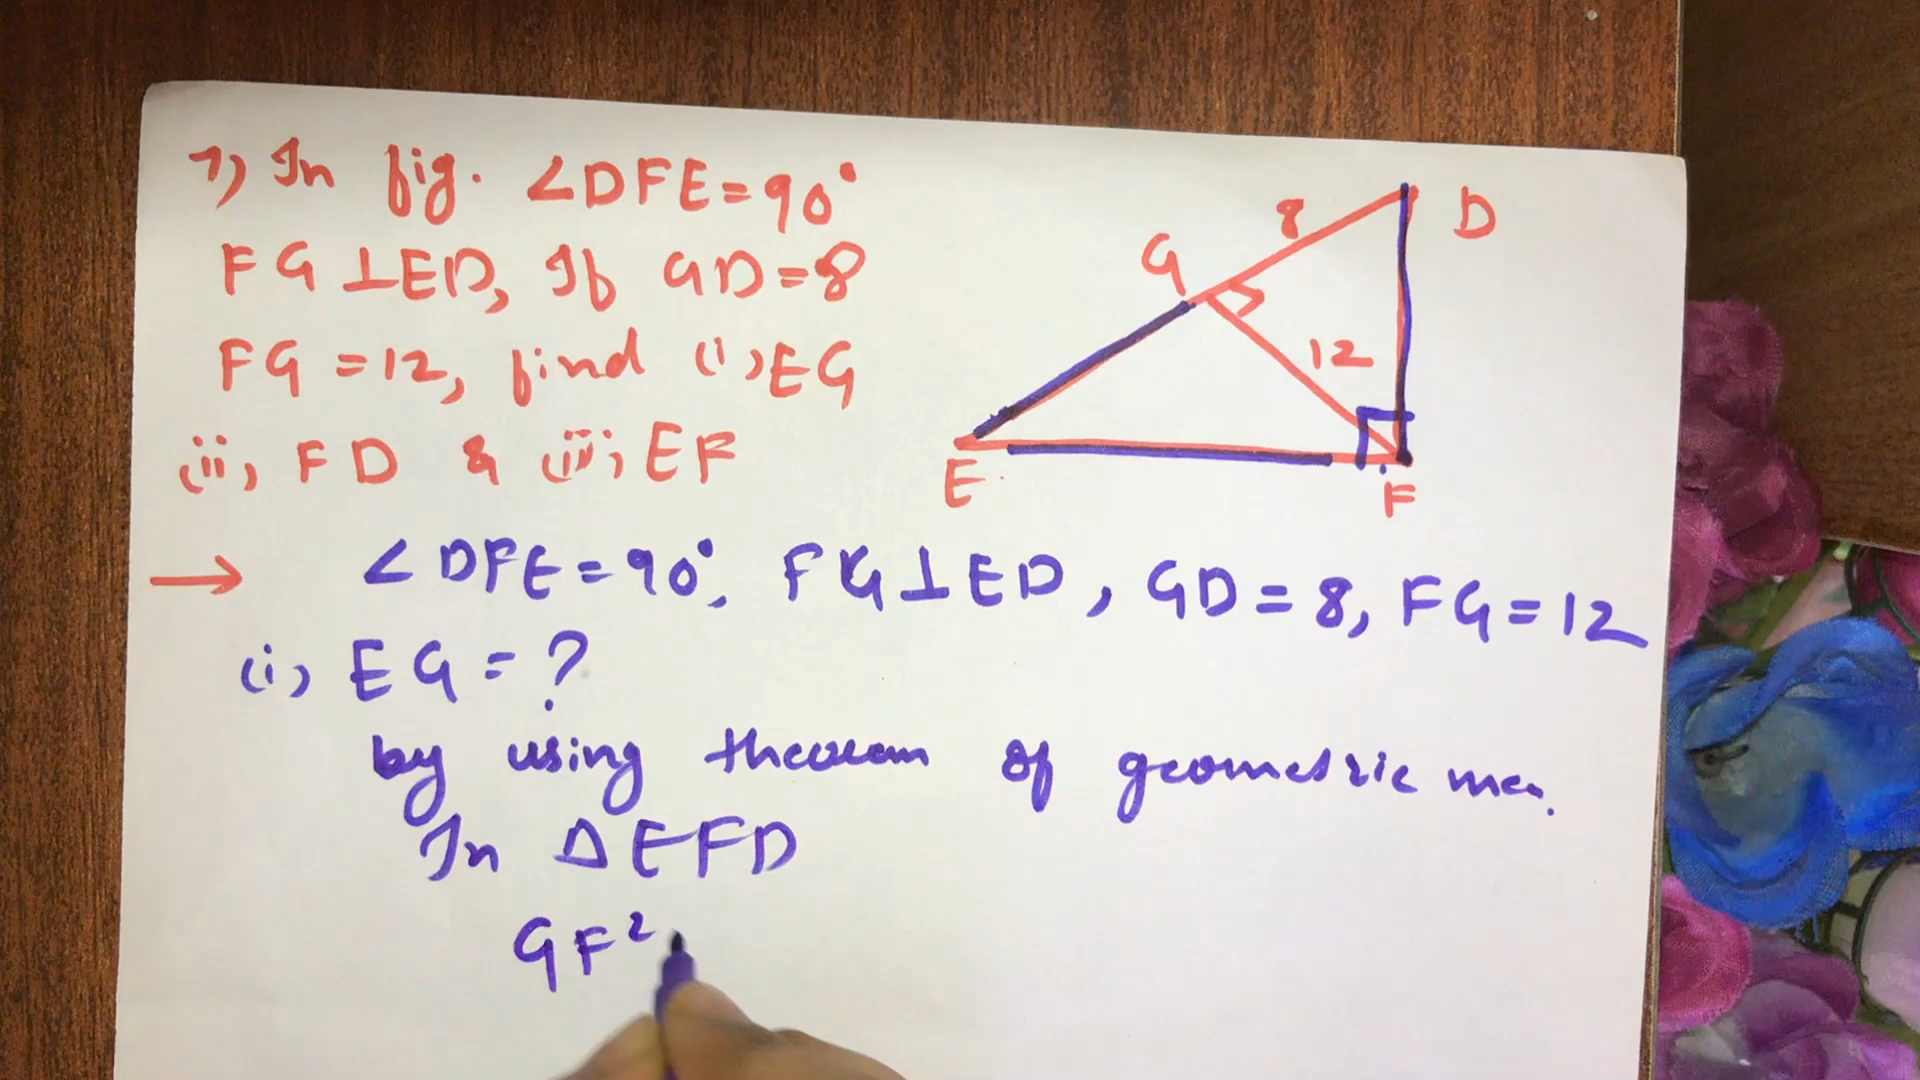 7) In fig. ∠DFE=90°
FG⊥ED, If GD=8
FG=12, find (i) EG
(ii) FD & (iii) EF
G
8
D
12
E
F
→ ∠DFE=90°, FG⊥ED, GD=8, FG=12
(i) EG=?
by using theorem of geometric
In ΔEFD
GF²